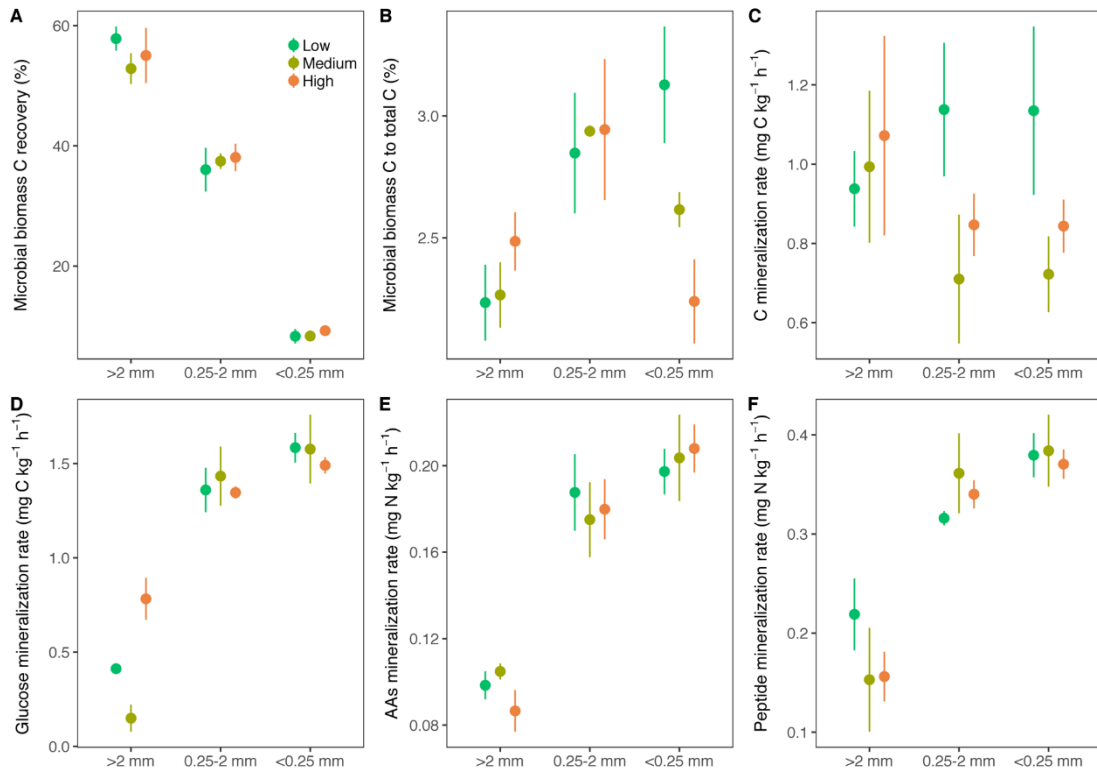 A
Microbial biomass C recovery (%)
60
40
20
Low
Medium
High
>2 mm
0.25-2 mm
<0.25 mm
B
Microbial biomass C to total C (%)
3.0
2.5
>2 mm
0.25-2 mm
<0.25 mm
C
C mineralization rate (mg C kg⁻¹ h⁻¹)
1.2
1.0
0.8
0.6
>2 mm
0.25-2 mm
<0.25 mm
D
Glucose mineralization rate (mg C kg⁻¹ h⁻¹)
1.5
1.0
0.5
0.0
>2 mm
0.25-2 mm
<0.25 mm
E
AAs mineralization rate (mg N kg⁻¹ h⁻¹)
0.20
0.16
0.12
0.08
>2 mm
0.25-2 mm
<0.25 mm
F
Peptide mineralization rate (mg N kg⁻¹ h⁻¹)
0.4
0.3
0.2
0.1
>2 mm
0.25-2 mm
<0.25 mm